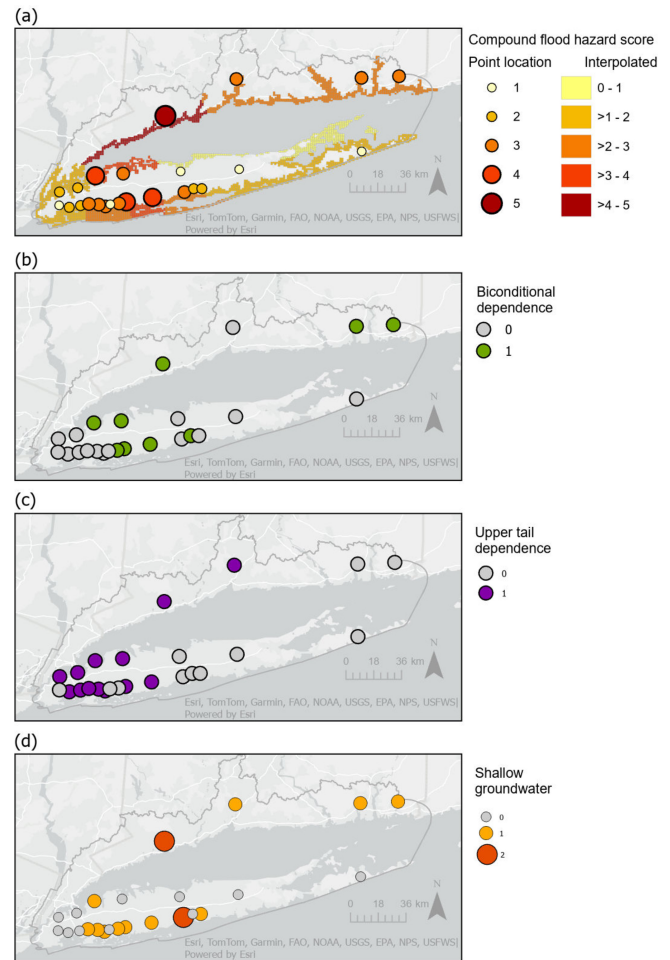 (a)
Compound flood hazard score
Point location Interpolated
1 0 - 1
2 >1 - 2
3 >2 - 3
4 >3 - 4
5 >4 - 5
N
0 18 36 km
Esri, TomTom, Garmin, FAO, NOAA, USGS, EPA, NPS, USFWS|
Powered by Esri
(b)
Biconditional
dependence
0
1
N
0 18 36 km
Esri, TomTom, Garmin, FAO, NOAA, USGS, EPA, NPS, USFWS|
Powered by Esri
(c)
Upper tail
dependence
0
1
N
0 18 36 km
Esri, TomTom, Garmin, FAO, NOAA, USGS, EPA, NPS, USFWS|
Powered by Esri
(d)
Shallow
groundwater
0
1
2
N
0 18 36 km
Esri, TomTom, Garmin, FAO, NOAA, USGS, EPA, NPS, USFWS|
Powered by Esri